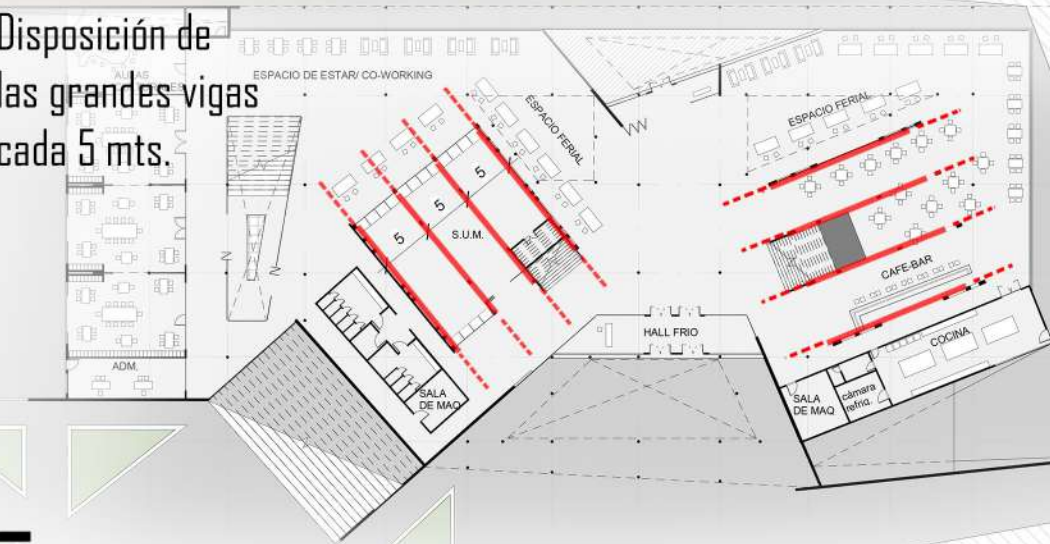 Disposición de
las grandes vigas
cada 5 mts.
AULAS
ESPACIO DE ESTAR/ CO-WORKING
ESPACIO FERIAL
ESPACIO FERIAL
5
5
5
S.U.M.
CAFE-BAR
HALL FRIO
COCINA
ADM.
SALA
DE MAQ
SALA
DE MAQ
cámara
refrig.